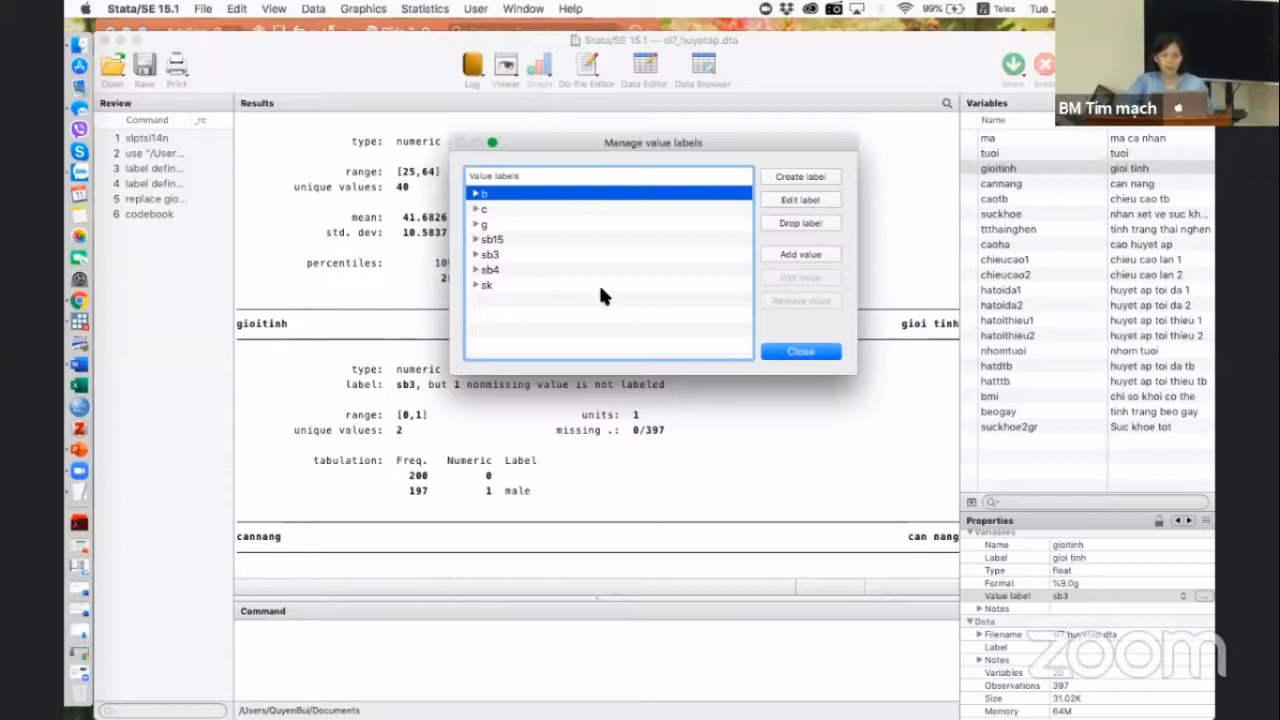 Stata/SE 15.1 File Edit View Data Graphics Statistics User Window Help 99% Telex Tue
Stata/SE 15.1 — sl7_huyetap.dta
Open Save Print Log Viewer Graph Do-file Editor Data Editor Data Browser More
BM Tim mạch
Review
Command _rc
1 xlptsl14n
2 use "/User...
3 label defin...
4 label defin...
5 replace gio...
6 codebook
Results
type: numeric
range: [25,64]
unique values: 40
mean: 41.6826
std. dev: 10.5837
percentiles: 10
2
gioitinh gioi tinh
type: numeric
label: sb3, but 1 nonmissing value is not labeled
range: [0,1] units: 1
unique values: 2 missing .: 0/397
tabulation: Freq. Numeric Label
200 0
197 1 male
cannang can nang
Command
/Users/QuyenBui/Documents
Manage value labels
Value labels
b
c
g
sb15
sb3
sb4
sk
Create label
Edit label
Drop label
Add value
Edit value
Remove value
Close
Variables
Name
ma ma ca nhan
tuoi tuoi
gioitinh gioi tinh
cannang can nang
caotb chieu cao tb
suckhoe nhan xet ve suc kh...
ttthainghen tinh trang thai nghen
caoha cao huyet ap
chieucao1 chieu cao lan 1
chieucao2 chieu cao lan 2
hatoida1 huyet ap toi da 1
hatoida2 huyet ap toi da 2
hatoithieu1 huyet ap toi thieu 1
hatoithieu2 huyet ap toi thieu 2
nhomtuoi nhom tuoi
hatdtb huyet ap toi da tb
hatttb huyet ap toi thieu tb
bmi chi so khoi co the
beogay tinh trang beo gay
suckhoe2gr Suc khoe tot
Properties
Variables
Name gioitinh
Label gioi tinh
Type float
Format %9.0g
Value label sb3
Notes
Data
Filename sl7_huyetap.dta
Label
Notes
Variables 20
Observations 397
Size 31.02K
Memory 64M
zoom